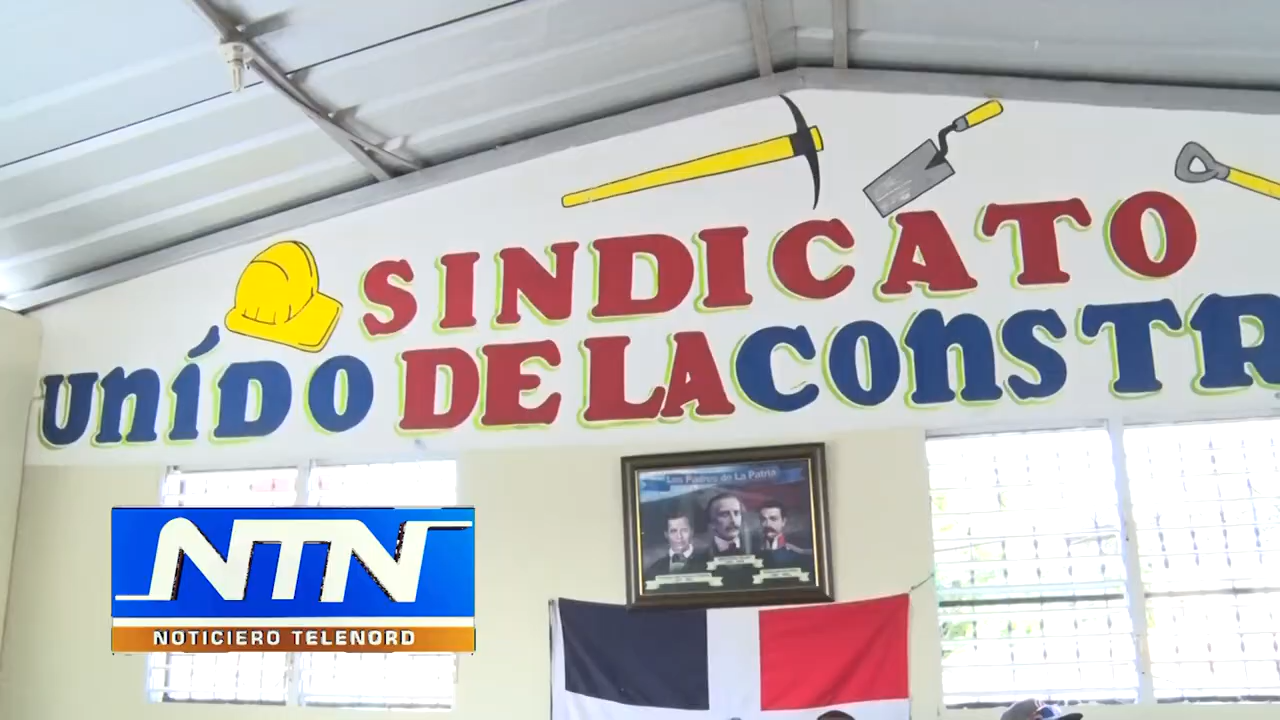 SINDICATO
UNÍDO DE LA CONSTR
Los Padres de La Patria
NTN
NOTICIERO TELENORD